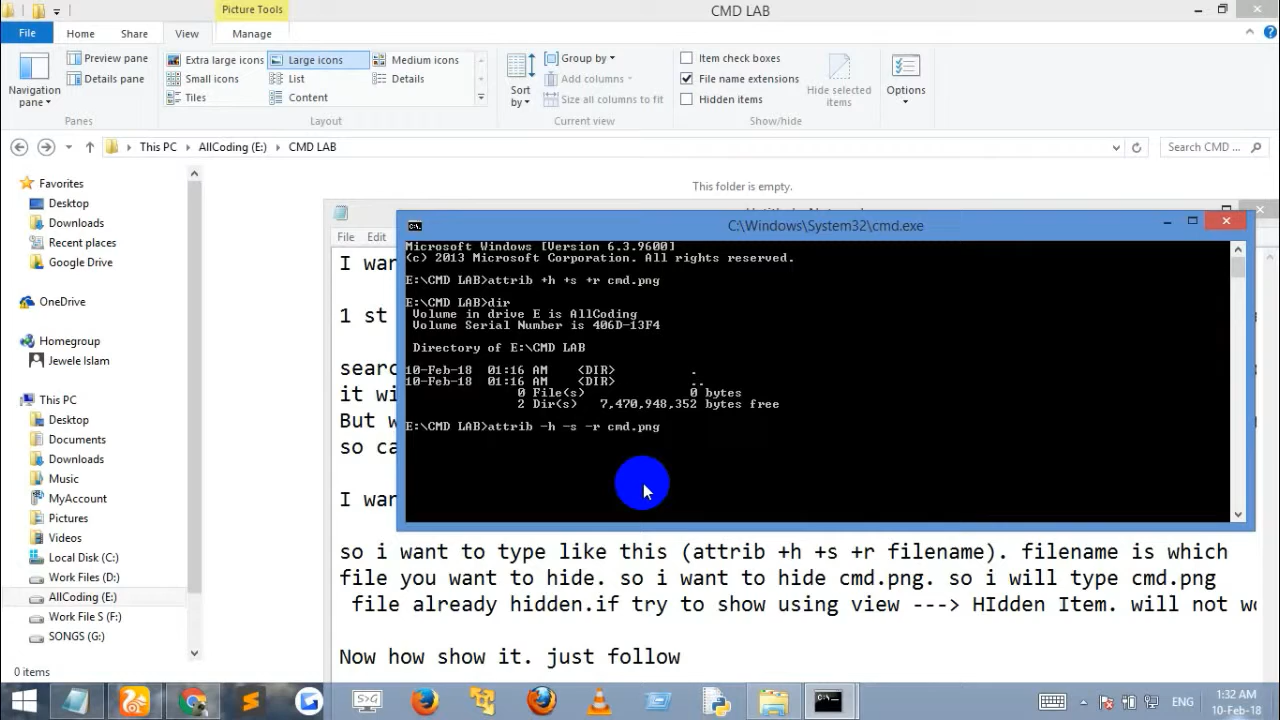 Picture Tools
CMD LAB
File Home Share View Manage
Navigation pane
Preview pane
Details pane
Panes
Extra large icons Large icons Medium icons
Small icons List Details
Tiles Content
Layout
Sort by
Group by
Add columns
Size all columns to fit
Current view
Item check boxes
File name extensions
Hidden items
Hide selected items
Show/hide
Options
This PC AllCoding (E:) CMD LAB
Search CMD ...
Favorites
Desktop
Downloads
Recent places
Google Drive
OneDrive
Homegroup
Jewele Islam
This PC
Desktop
Documents
Downloads
Music
MyAccount
Pictures
Videos
Local Disk (C:)
Work Files (D:)
AllCoding (E:)
Work File S (F:)
SONGS (G:)
0 items
This folder is empty.
File Edit
I
1 st
it
But
so
I
C:\Windows\System32\cmd.exe
Microsoft Windows [Version 6.3.9600]
(c) 2013 Microsoft Corporation. All rights reserved.
E:\CMD LAB>attrib +h +s +r cmd.png
E:\CMD LAB>dir
Volume in drive E is AllCoding
Volume Serial Number is 406D-13F4
Directory of E:\CMD LAB
10-Feb-18 01:16 AM <DIR> .
10-Feb-18 01:16 AM <DIR> ..
0 File(s) 0 bytes
2 Dir(s) 7,470,948,352 bytes free
E:\CMD LAB>attrib -h -s -r cmd.png
so i want to type like this (attrib +h +s +r filename). filename is which
file you want to hide. so i want to hide cmd.png. so i will type cmd.png
file already hidden.if try to show using view ---> HIdden Item. will not
Now how show it. just follow
ENG
1:32 AM
10-Feb-18